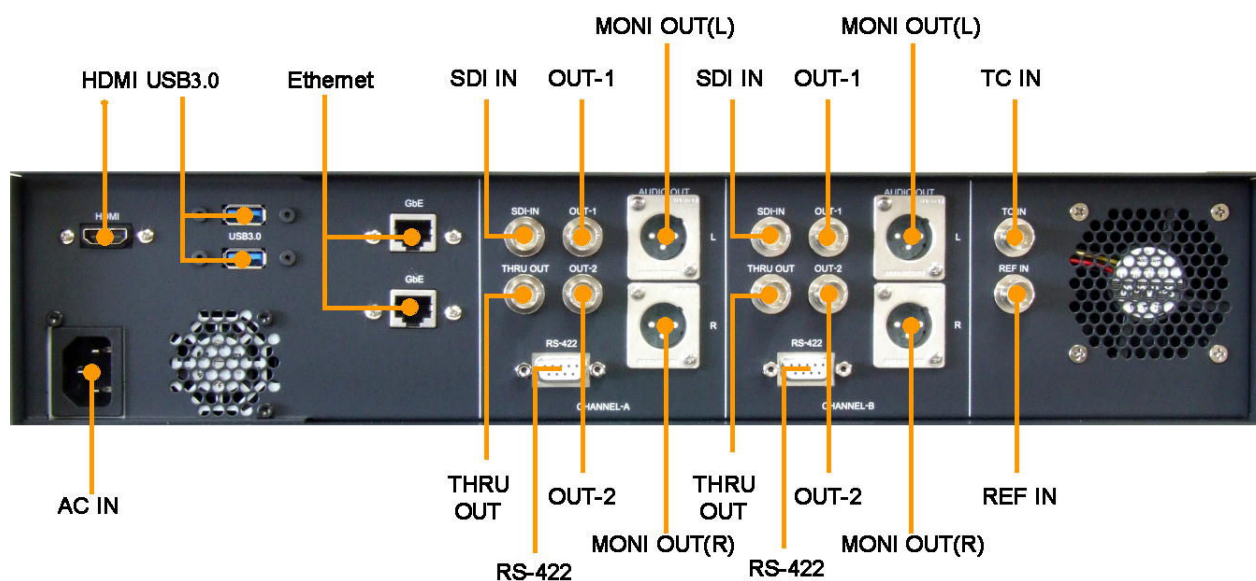 MONI OUT(L) MONI OUT(L)
HDMI USB3.0 Ethernet SDI IN OUT-1 SDI IN OUT-1 TC IN
AUDIO OUT AUDIO OUT
HDMI GbE SDI-IN OUT-1 SDI-IN OUT-1 TC IN
USB3.0 L L
THRU OUT OUT-2 THRU OUT OUT-2 REF IN
GbE
R R
RS-422 RS-422
CHANNEL-A CHANNEL-B
AC IN THRU OUT OUT-2 THRU OUT OUT-2 REF IN
MONI OUT(R) MONI OUT(R)
RS-422 RS-422